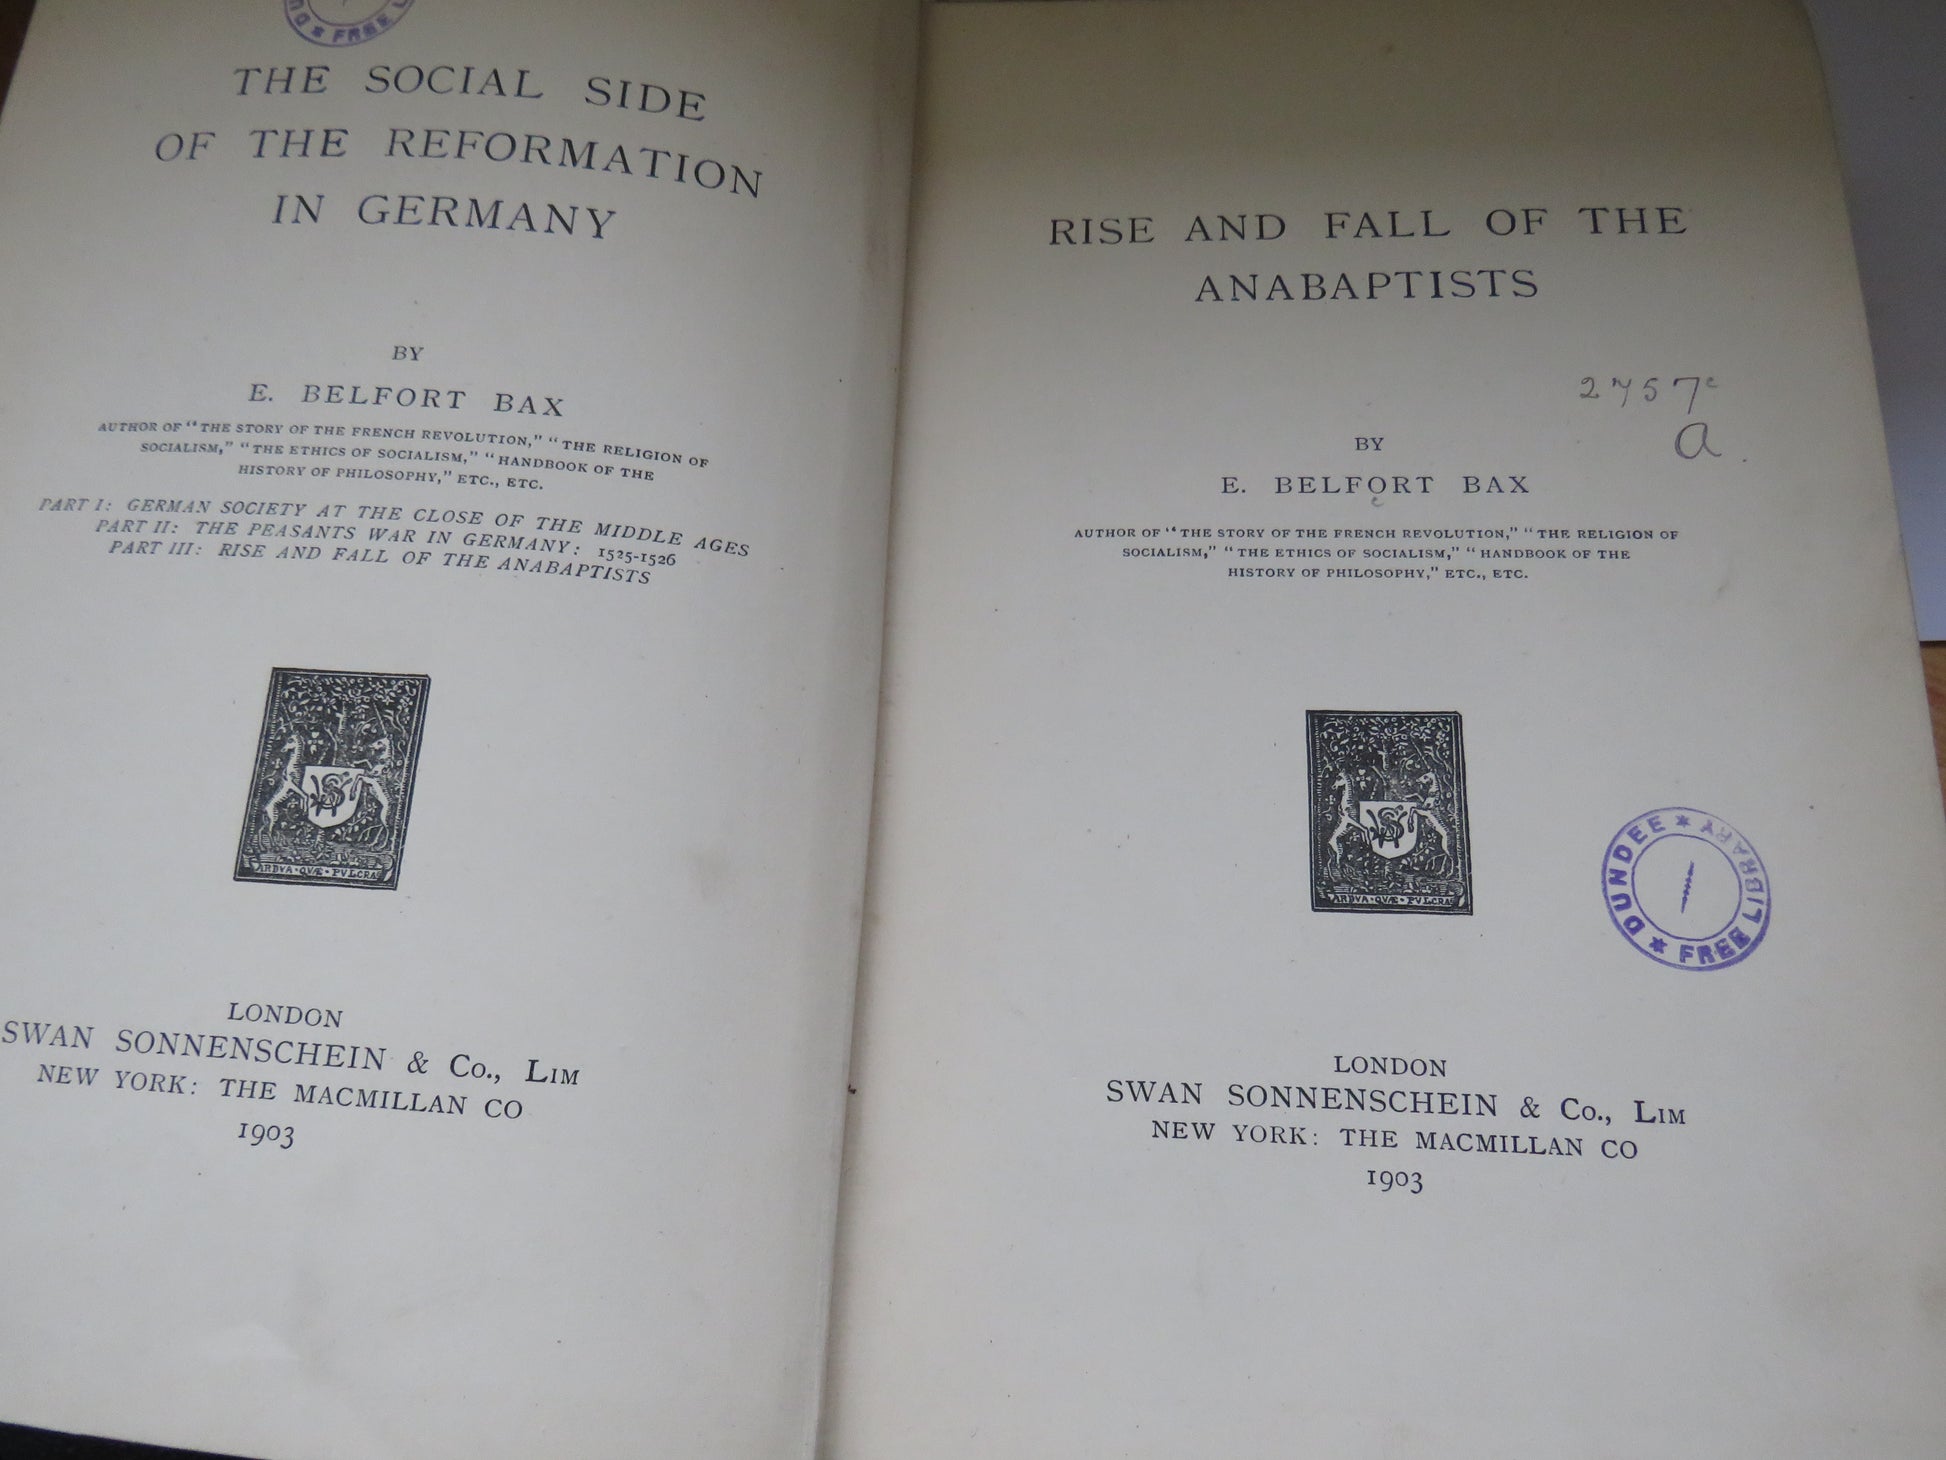 DU ★ FREE L
THE SOCIAL SIDE
OF THE REFORMATION
IN GERMANY
BY
E. BELFORT BAX
AUTHOR OF "THE STORY OF THE FRENCH REVOLUTION," "THE RELIGION OF
SOCIALISM," "THE ETHICS OF SOCIALISM," "HANDBOOK OF THE
HISTORY OF PHILOSOPHY," ETC., ETC.
PART I: GERMAN SOCIETY AT THE CLOSE OF THE MIDDLE AGES
PART II: THE PEASANTS WAR IN GERMANY: 1525-1526
PART III: RISE AND FALL OF THE ANABAPTISTS
ARDVA · QVÆ · PVLCRA
LONDON
SWAN SONNENSCHEIN & Co., LIM
NEW YORK: THE MACMILLAN CO
1903
RISE AND FALL OF THE
ANABAPTISTS
2757c
a
BY
E. BELFORT BAX
AUTHOR OF "THE STORY OF THE FRENCH REVOLUTION," "THE RELIGION OF
SOCIALISM," "THE ETHICS OF SOCIALISM," "HANDBOOK OF THE
HISTORY OF PHILOSOPHY," ETC., ETC.
ARDVA · QVÆ · PVLCRA
DUNDEE ★ FREE LIBRARY ★
LONDON
SWAN SONNENSCHEIN & Co., LIM
NEW YORK: THE MACMILLAN CO
1903